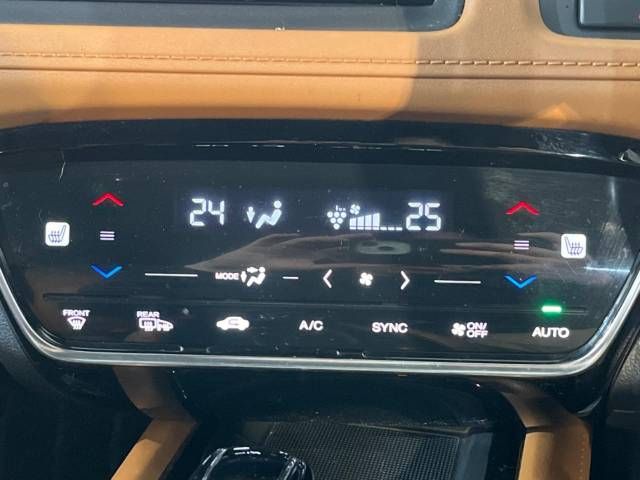 24 25
MODE
FRONT REAR A/C SYNC ON/OFF AUTO